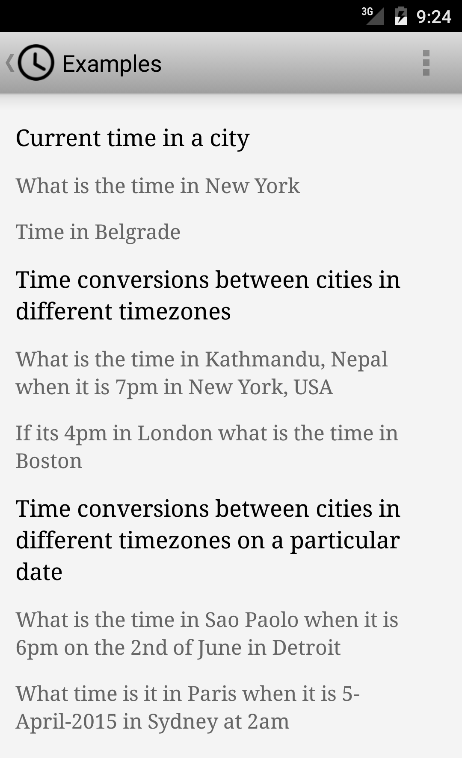 3G 9:24
Examples
Current time in a city
What is the time in New York
Time in Belgrade
Time conversions between cities in
different timezones
What is the time in Kathmandu, Nepal
when it is 7pm in New York, USA
If its 4pm in London what is the time in
Boston
Time conversions between cities in
different timezones on a particular
date
What is the time in Sao Paolo when it is
6pm on the 2nd of June in Detroit
What time is it in Paris when it is 5-
April-2015 in Sydney at 2am